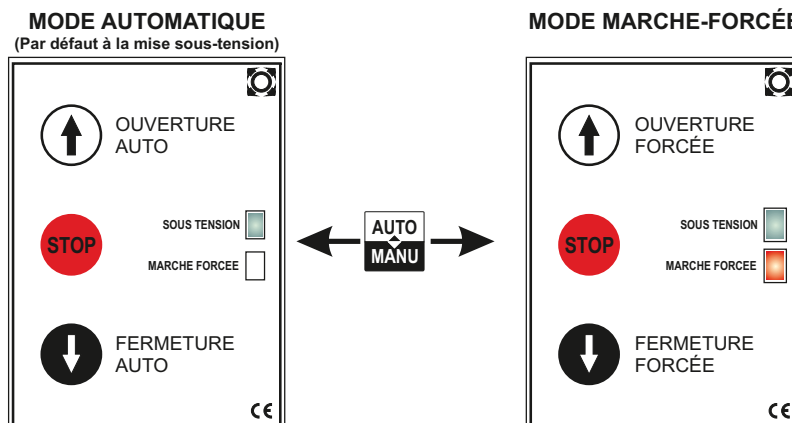 MODE AUTOMATIQUE
(Par défaut à la mise sous-tension)
OUVERTURE
AUTO
STOP
SOUS TENSION
MARCHE FORCEE
FERMETURE
AUTO
CE
AUTO
MANU
MODE MARCHE-FORCÉE
OUVERTURE
FORCÉE
STOP
SOUS TENSION
MARCHE FORCEE
FERMETURE
FORCÉE
CE